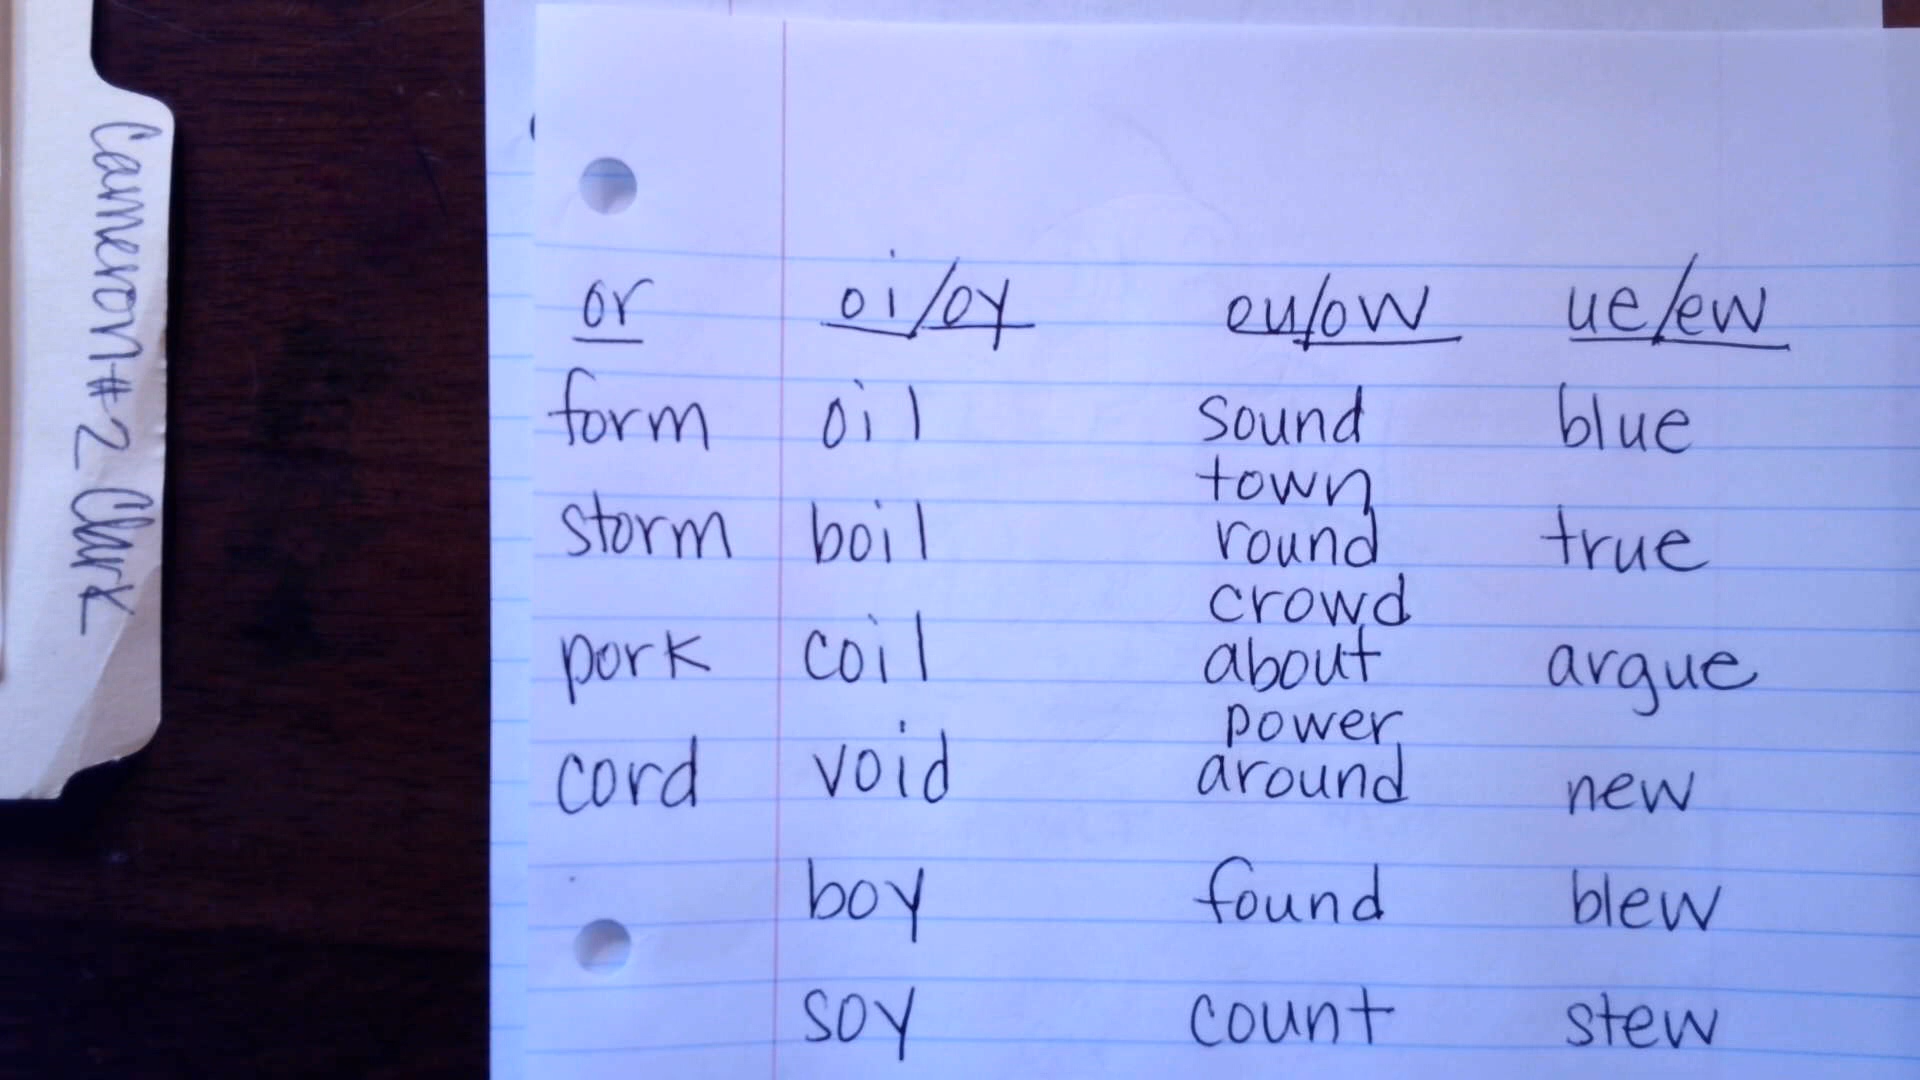 Cameron #2 Clark
or oi/oy ou/ow ue/ew
form oil sound blue
town
storm boil round true
crowd
pork coil about argue
power
cord void around new
boy found blew
soy count stew